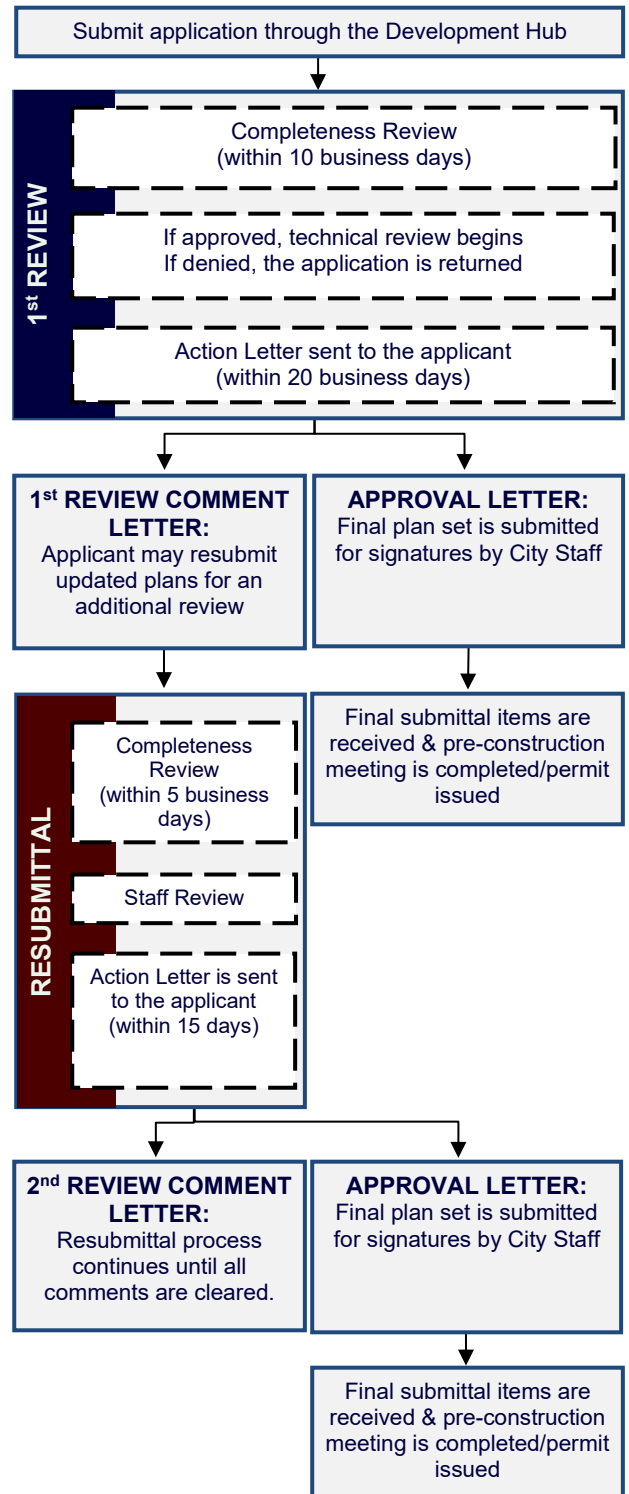 Submit application through the Development Hub
1st REVIEW
Completeness Review
(within 10 business days)
If approved, technical review begins
If denied, the application is returned
Action Letter sent to the applicant
(within 20 business days)
1st REVIEW COMMENT
LETTER:
Applicant may resubmit
updated plans for an
additional review
APPROVAL LETTER:
Final plan set is submitted
for signatures by City Staff
Final submittal items are
received & pre-construction
meeting is completed/permit
issued
RESUBMITTAL
Completeness
Review
(within 5 business
days)
Staff Review
Action Letter is sent
to the applicant
(within 15 days)
2nd REVIEW COMMENT
LETTER:
Resubmittal process
continues until all
comments are cleared.
APPROVAL LETTER:
Final plan set is submitted
for signatures by City Staff
Final submittal items are
received & pre-construction
meeting is completed/permit
issued